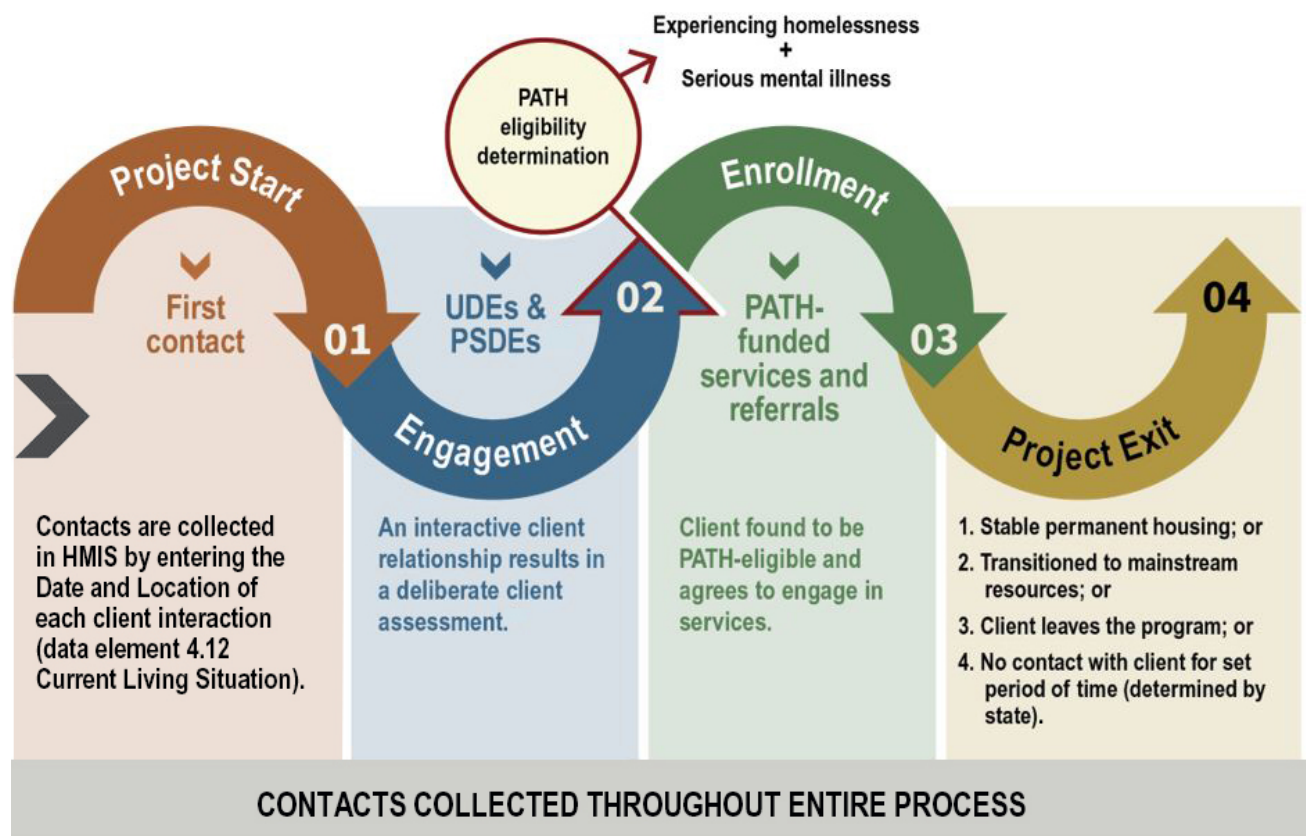 Experiencing homelessness
+
Serious mental illness
PATH
eligibility
determination
Project Start
First
contact
01
Contacts are collected
in HMIS by entering the
Date and Location of
each client interaction
(data element 4.12
Current Living Situation).
UDEs &
PSDEs
02
Engagement
An interactive client
relationship results in
a deliberate client
assessment.
Enrollment
PATH-
funded
services and
referrals
03
Client found to be
PATH-eligible and
agrees to engage in
services.
04
Project Exit
1. Stable permanent housing; or
2. Transitioned to mainstream
resources; or
3. Client leaves the program; or
4. No contact with client for set
period of time (determined by
state).
CONTACTS COLLECTED THROUGHOUT ENTIRE PROCESS